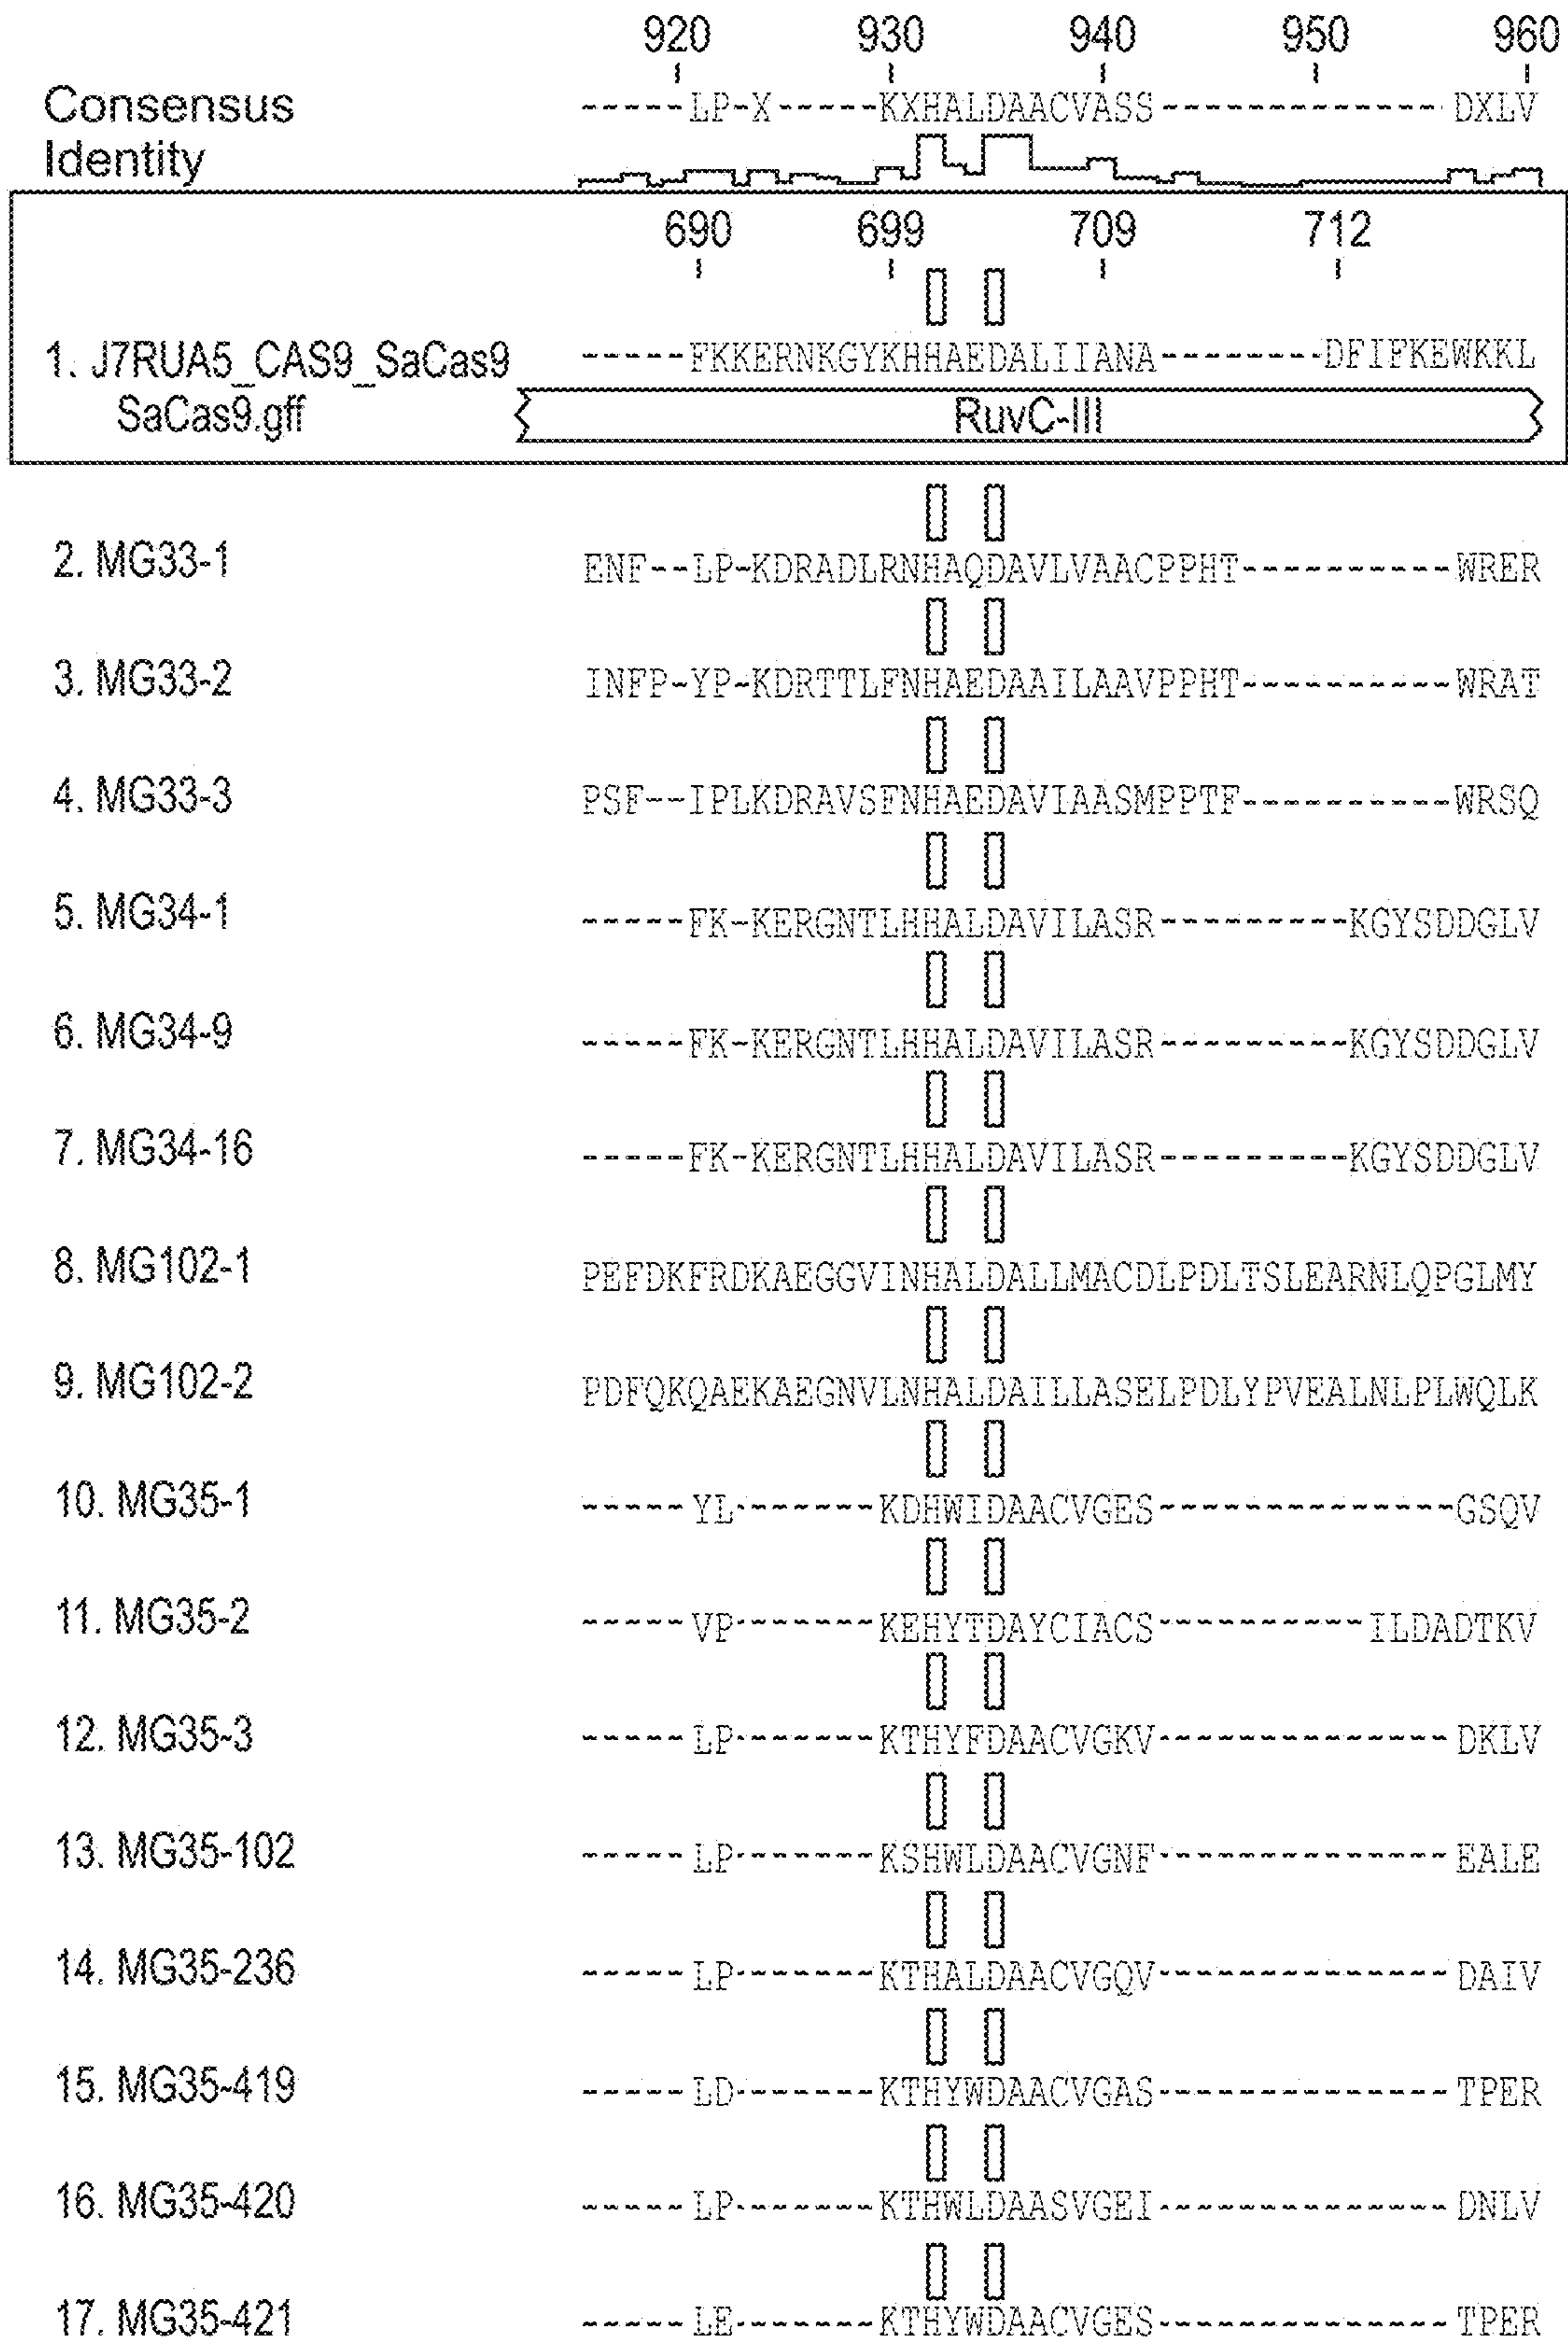 920 930 940 950 960
Consensus -----LP-X-----KXHALDAACVASS--------------DXLV
Identity
690 699 709 712
1. J7RUA5_CAS9_SaCas9 -----FKKERNKGYKHHAEDALIIANA--------DFIFKEWKKL
SaCas9.gff RuvC-III
2. MG33-1 ENF--LP-KDRADLRNHAQDAVLVAACPPHT----------WRER
3. MG33-2 INFP-YP-KDRTTLFNHAEDAAILAAVPPHT----------WRAT
4. MG33-3 PSF--IPLKDRAVSFNHAEDAVIAASMPPTF----------WRSQ
5. MG34-1 -----FK-KERGNTLHHALDAVILASR---------KGYSDDGLV
6. MG34-9 -----FK-KERGNTLHHALDAVILASR---------KGYSDDGLV
7. MG34-16 -----FK-KERGNTLHHALDAVILASR---------KGYSDDGLV
8. MG102-1 PEFDKFRDKAEGGVINHALDALLMACDLPDLTSLEARNLQPGLMY
9. MG102-2 PDFQKQAEKAEGNVLNHALDAILLASELPDLYPVEALNLPLWQLK
10. MG35-1 -----YL-------KDHWIDAACVGES--------------GSQV
11. MG35-2 -----VP-------KEHYTDAYCIACS----------ILDADTKV
12. MG35-3 -----LP-------KTHYFDAACVGKV--------------DKLV
13. MG35-102 -----LP-------KSHWLDAACVGNF--------------EALE
14. MG35-236 -----LP-------KTHALDAACVGQV--------------DAIV
15. MG35-419 -----LD-------KTHYWDAACVGAS--------------TPER
16. MG35-420 -----LP-------KTHWLDAASVGEI--------------DNLV
17. MG35-421 -----LE-------KTHYWDAACVGES--------------TPER